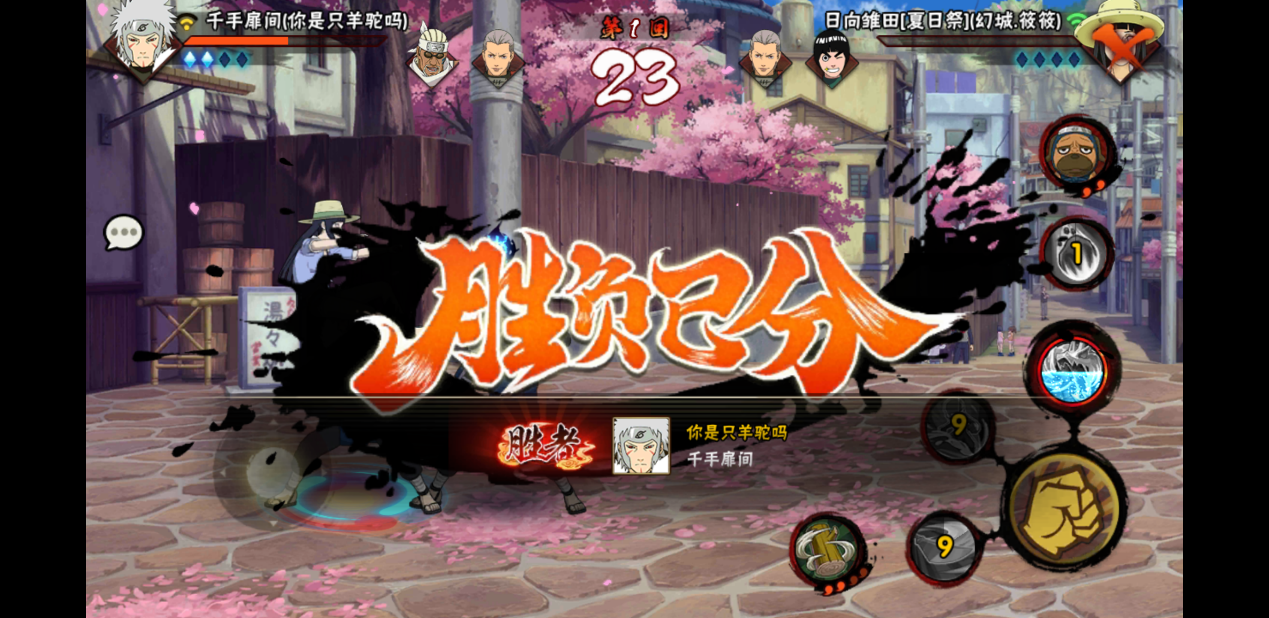 千手扉间(你是只羊驼吗)
第1回
日向雏田[夏日祭](幻城.筱筱)
23
1
胜负已分
9
胜者
你是只羊驼吗
千手扉间
9